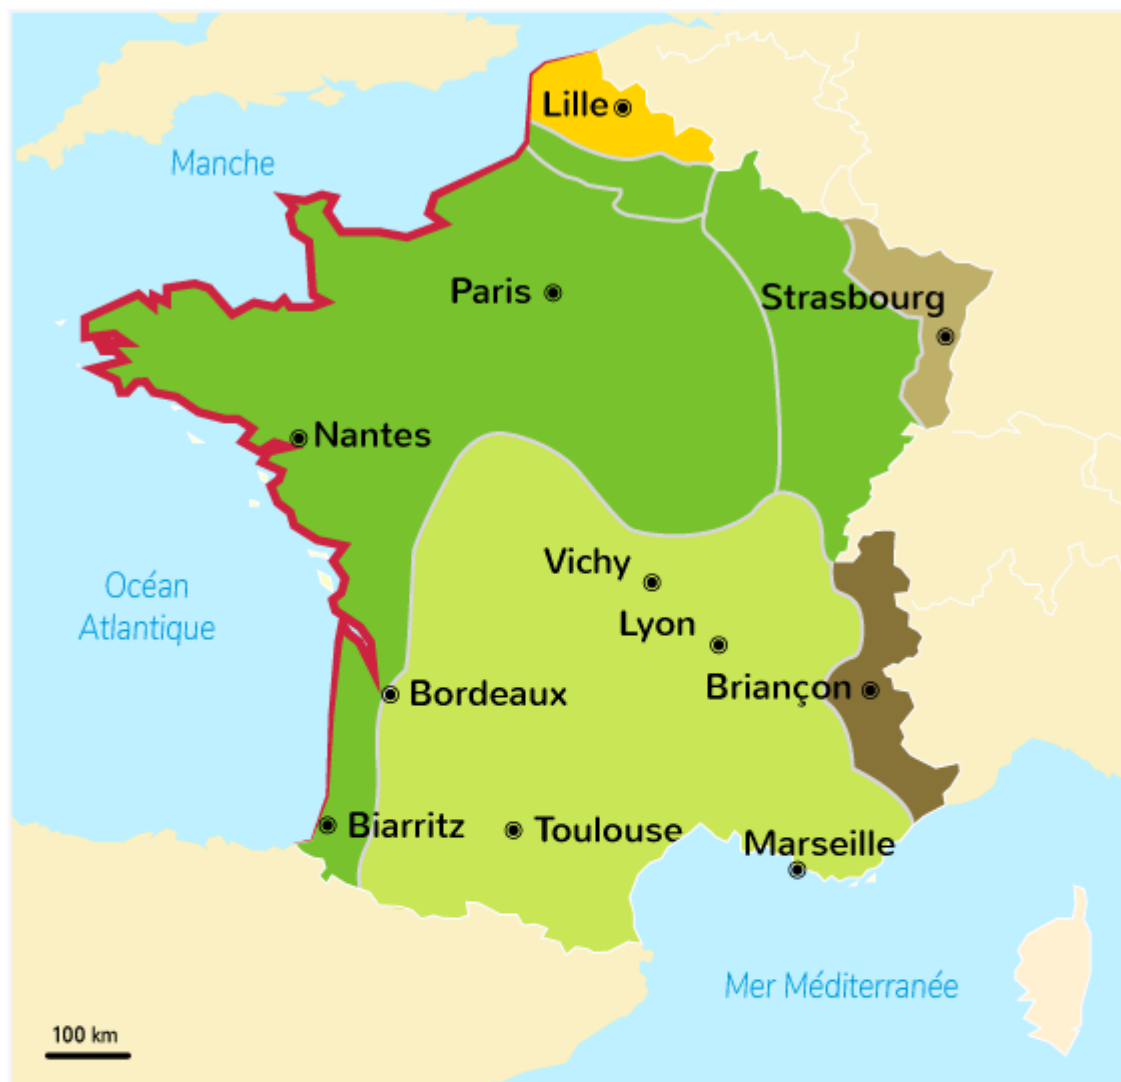 Lille
Manche
Paris
Strasbourg
Nantes
Vichy
Océan
Atlantique
Lyon
Briançon
Bordeaux
Biarritz
Toulouse
Marseille
Mer Méditerranée
100 km